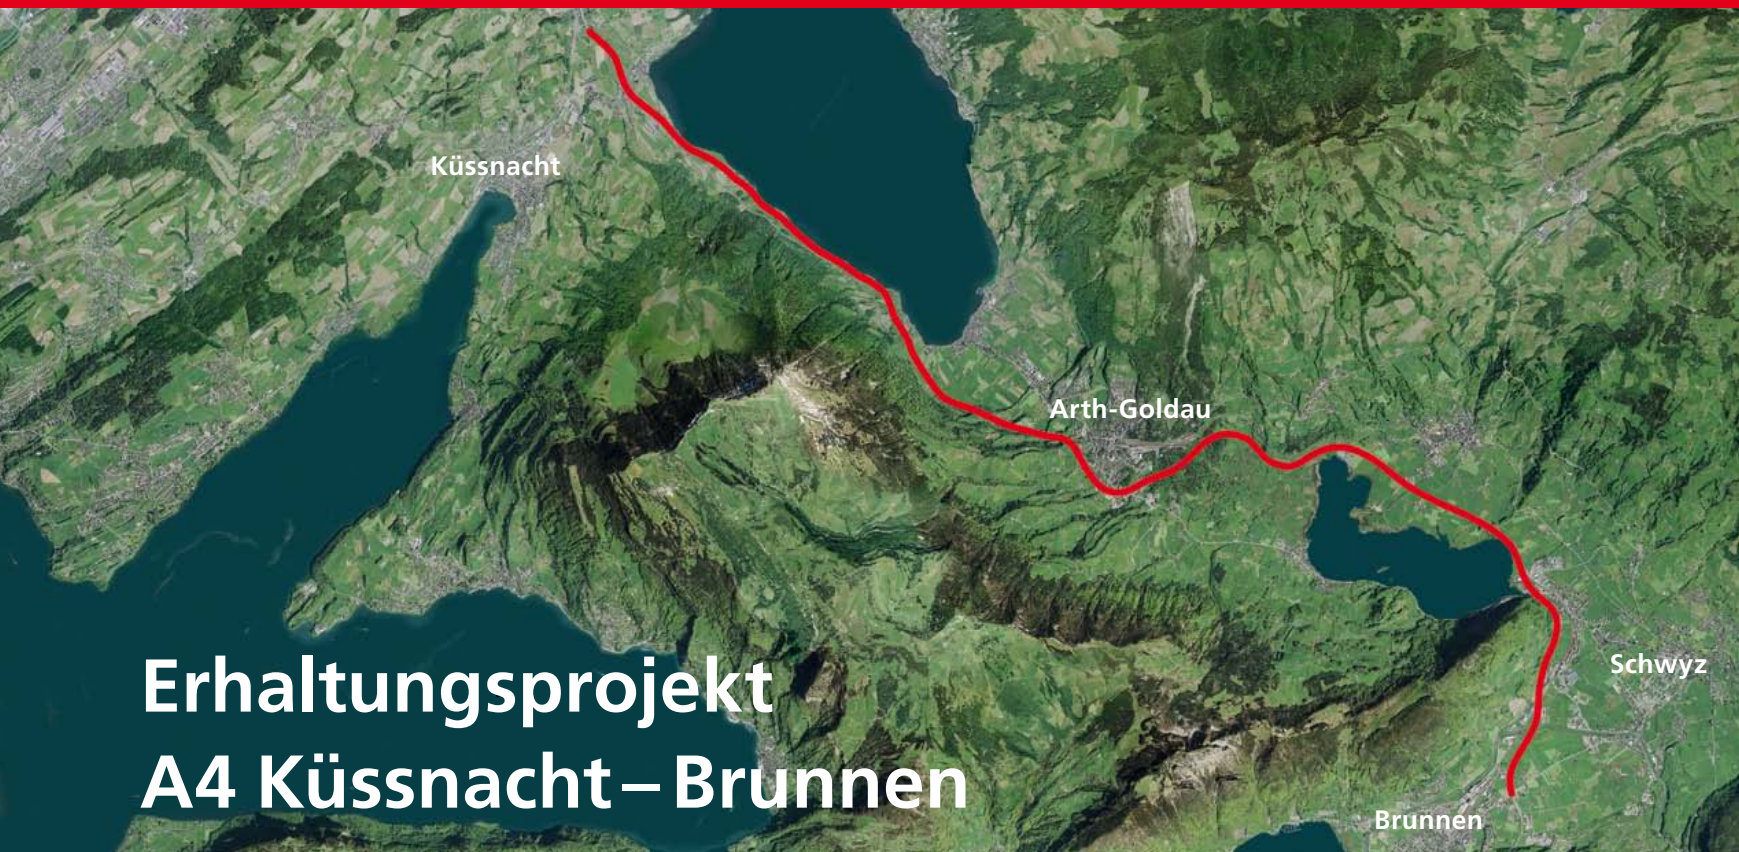 Küssnacht
Arth-Goldau
Schwyz
Erhaltungsprojekt
A4 Küssnacht – Brunnen
Brunnen